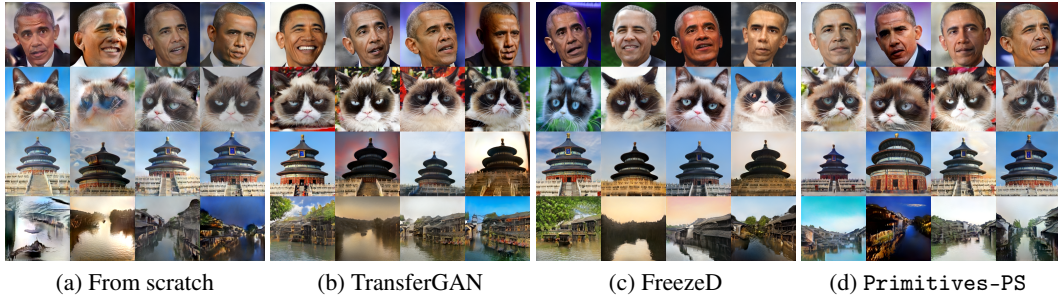 (a) From scratch
(b) TransferGAN
(c) FreezeD
(d) Primitives-PS